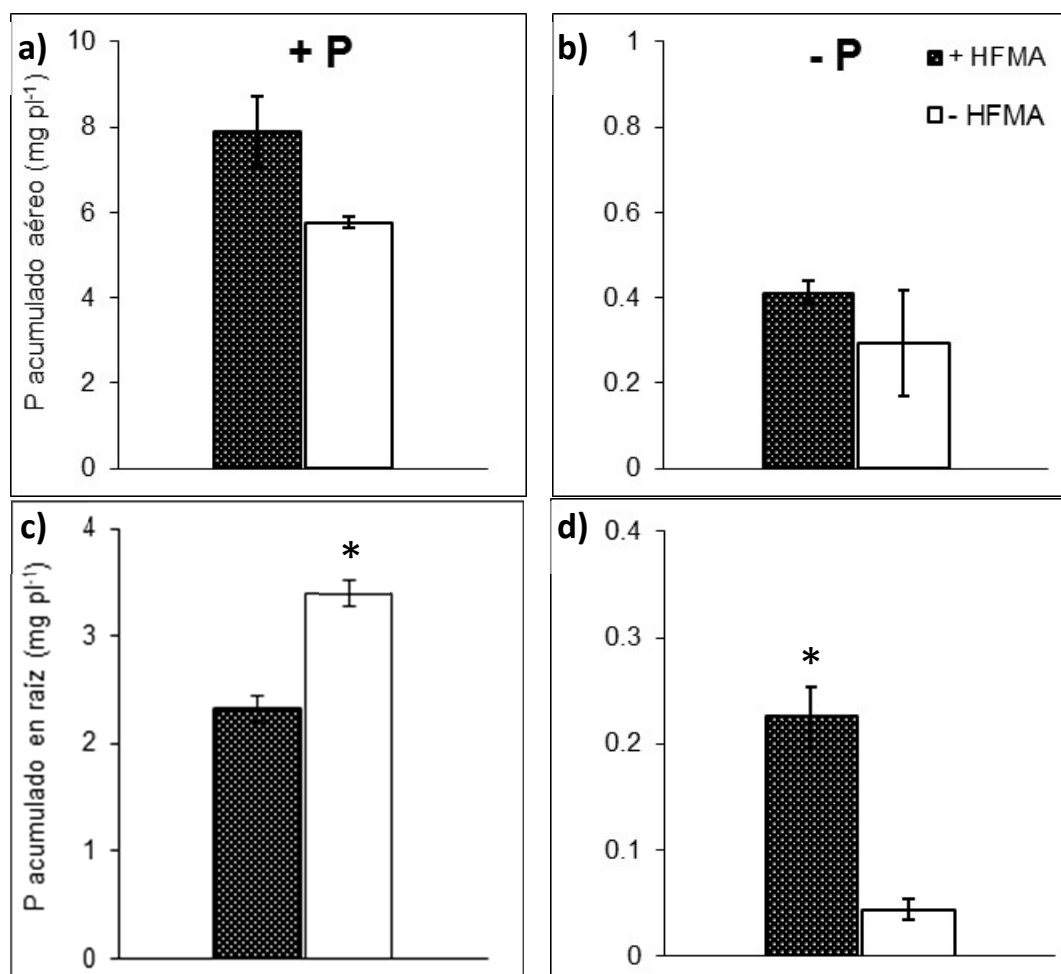 a)
+ P
P acumulado aéreo (mg pl-1)
10
8
6
4
2
0
b)
- P
+ HFMA
- HFMA
1
0.8
0.6
0.4
0.2
0
c)
P acumulado en raíz (mg pl-1)
4
3
2
1
0
*
d)
0.4
0.3
0.2
0.1
0
*